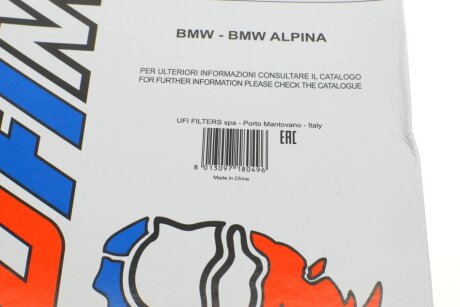 BMW - BMW ALPINA
PER ULTERIORI INFORMAZIONI CONSULTARE IL CATALOGO
FOR FURTHER INFORMATION PLEASE CHECK THE CATALOGUE
UFI FILTERS spa - Porto Mantovano - Italy
EAC
8 013097 180496
Made in China